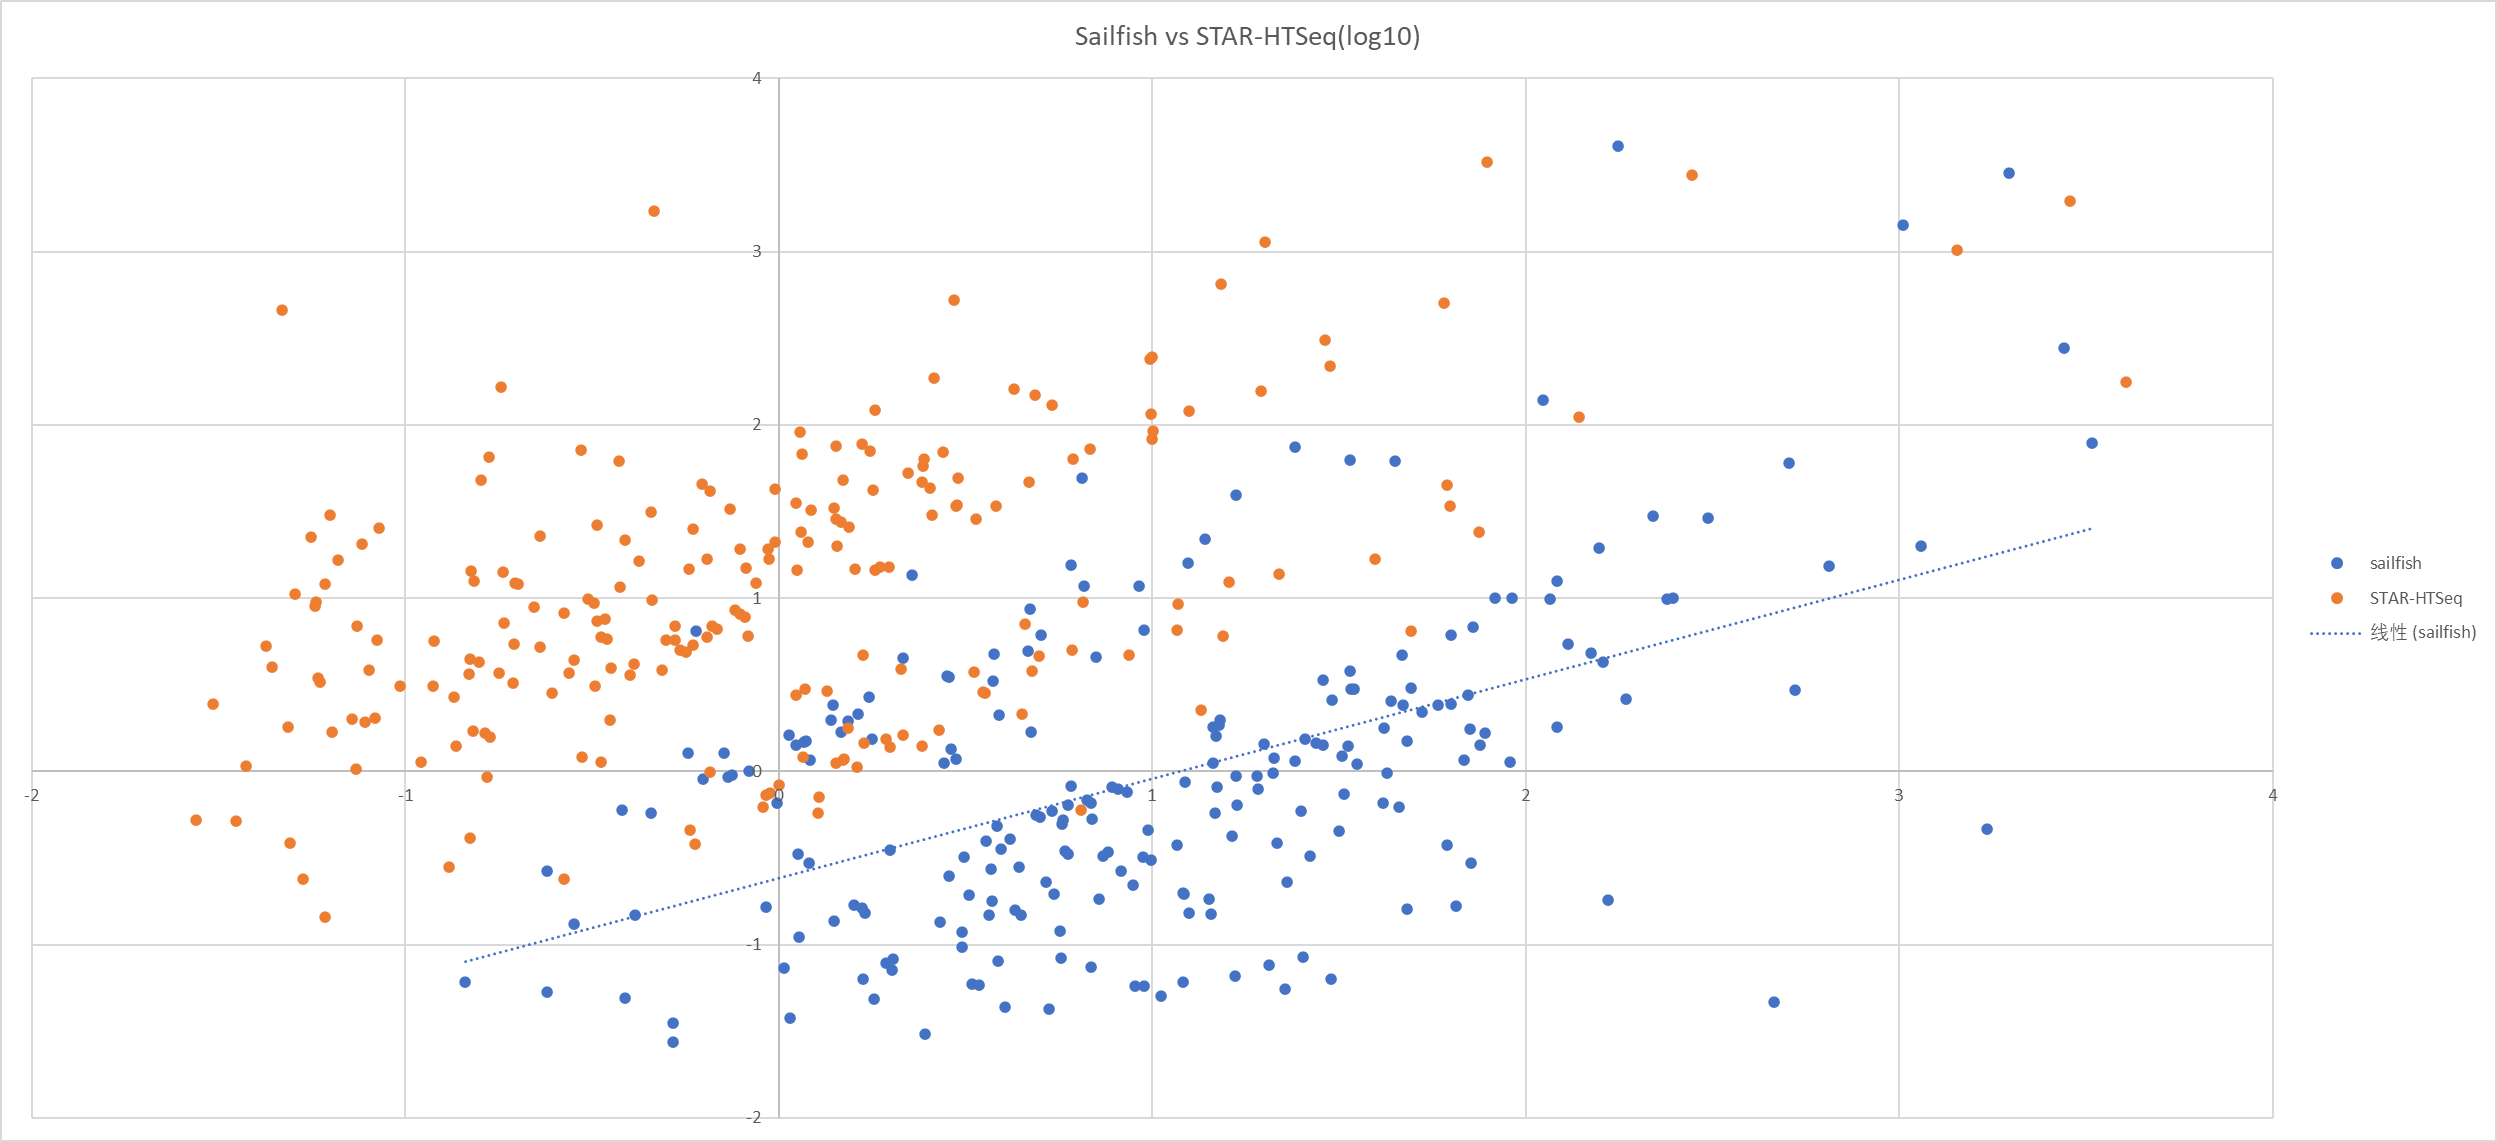 Sailfish vs STAR-HTSeq(log10)
4
3
2
1
0
-2 -1 0 1 2 3 4
-1
-2
sailfish
STAR-HTSeq
线性 (sailfish)